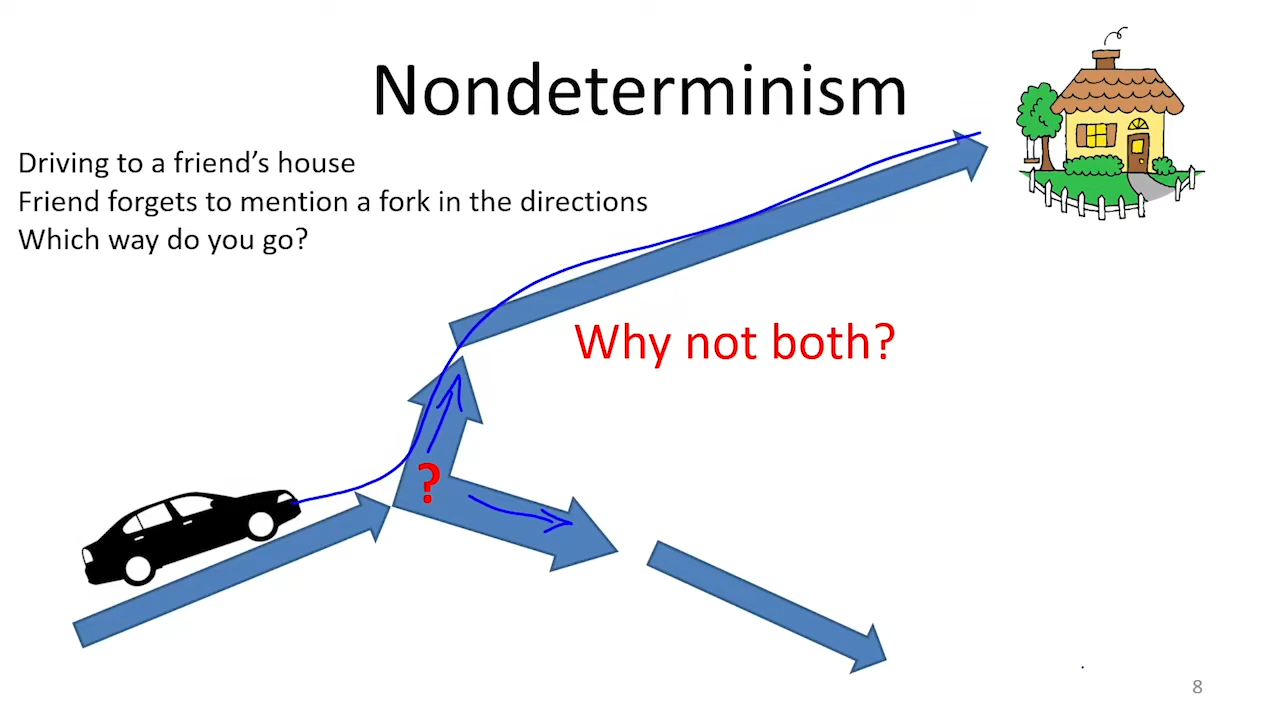 Nondeterminism
Driving to a friend’s house
Friend forgets to mention a fork in the directions
Which way do you go?
Why not both?
?
8